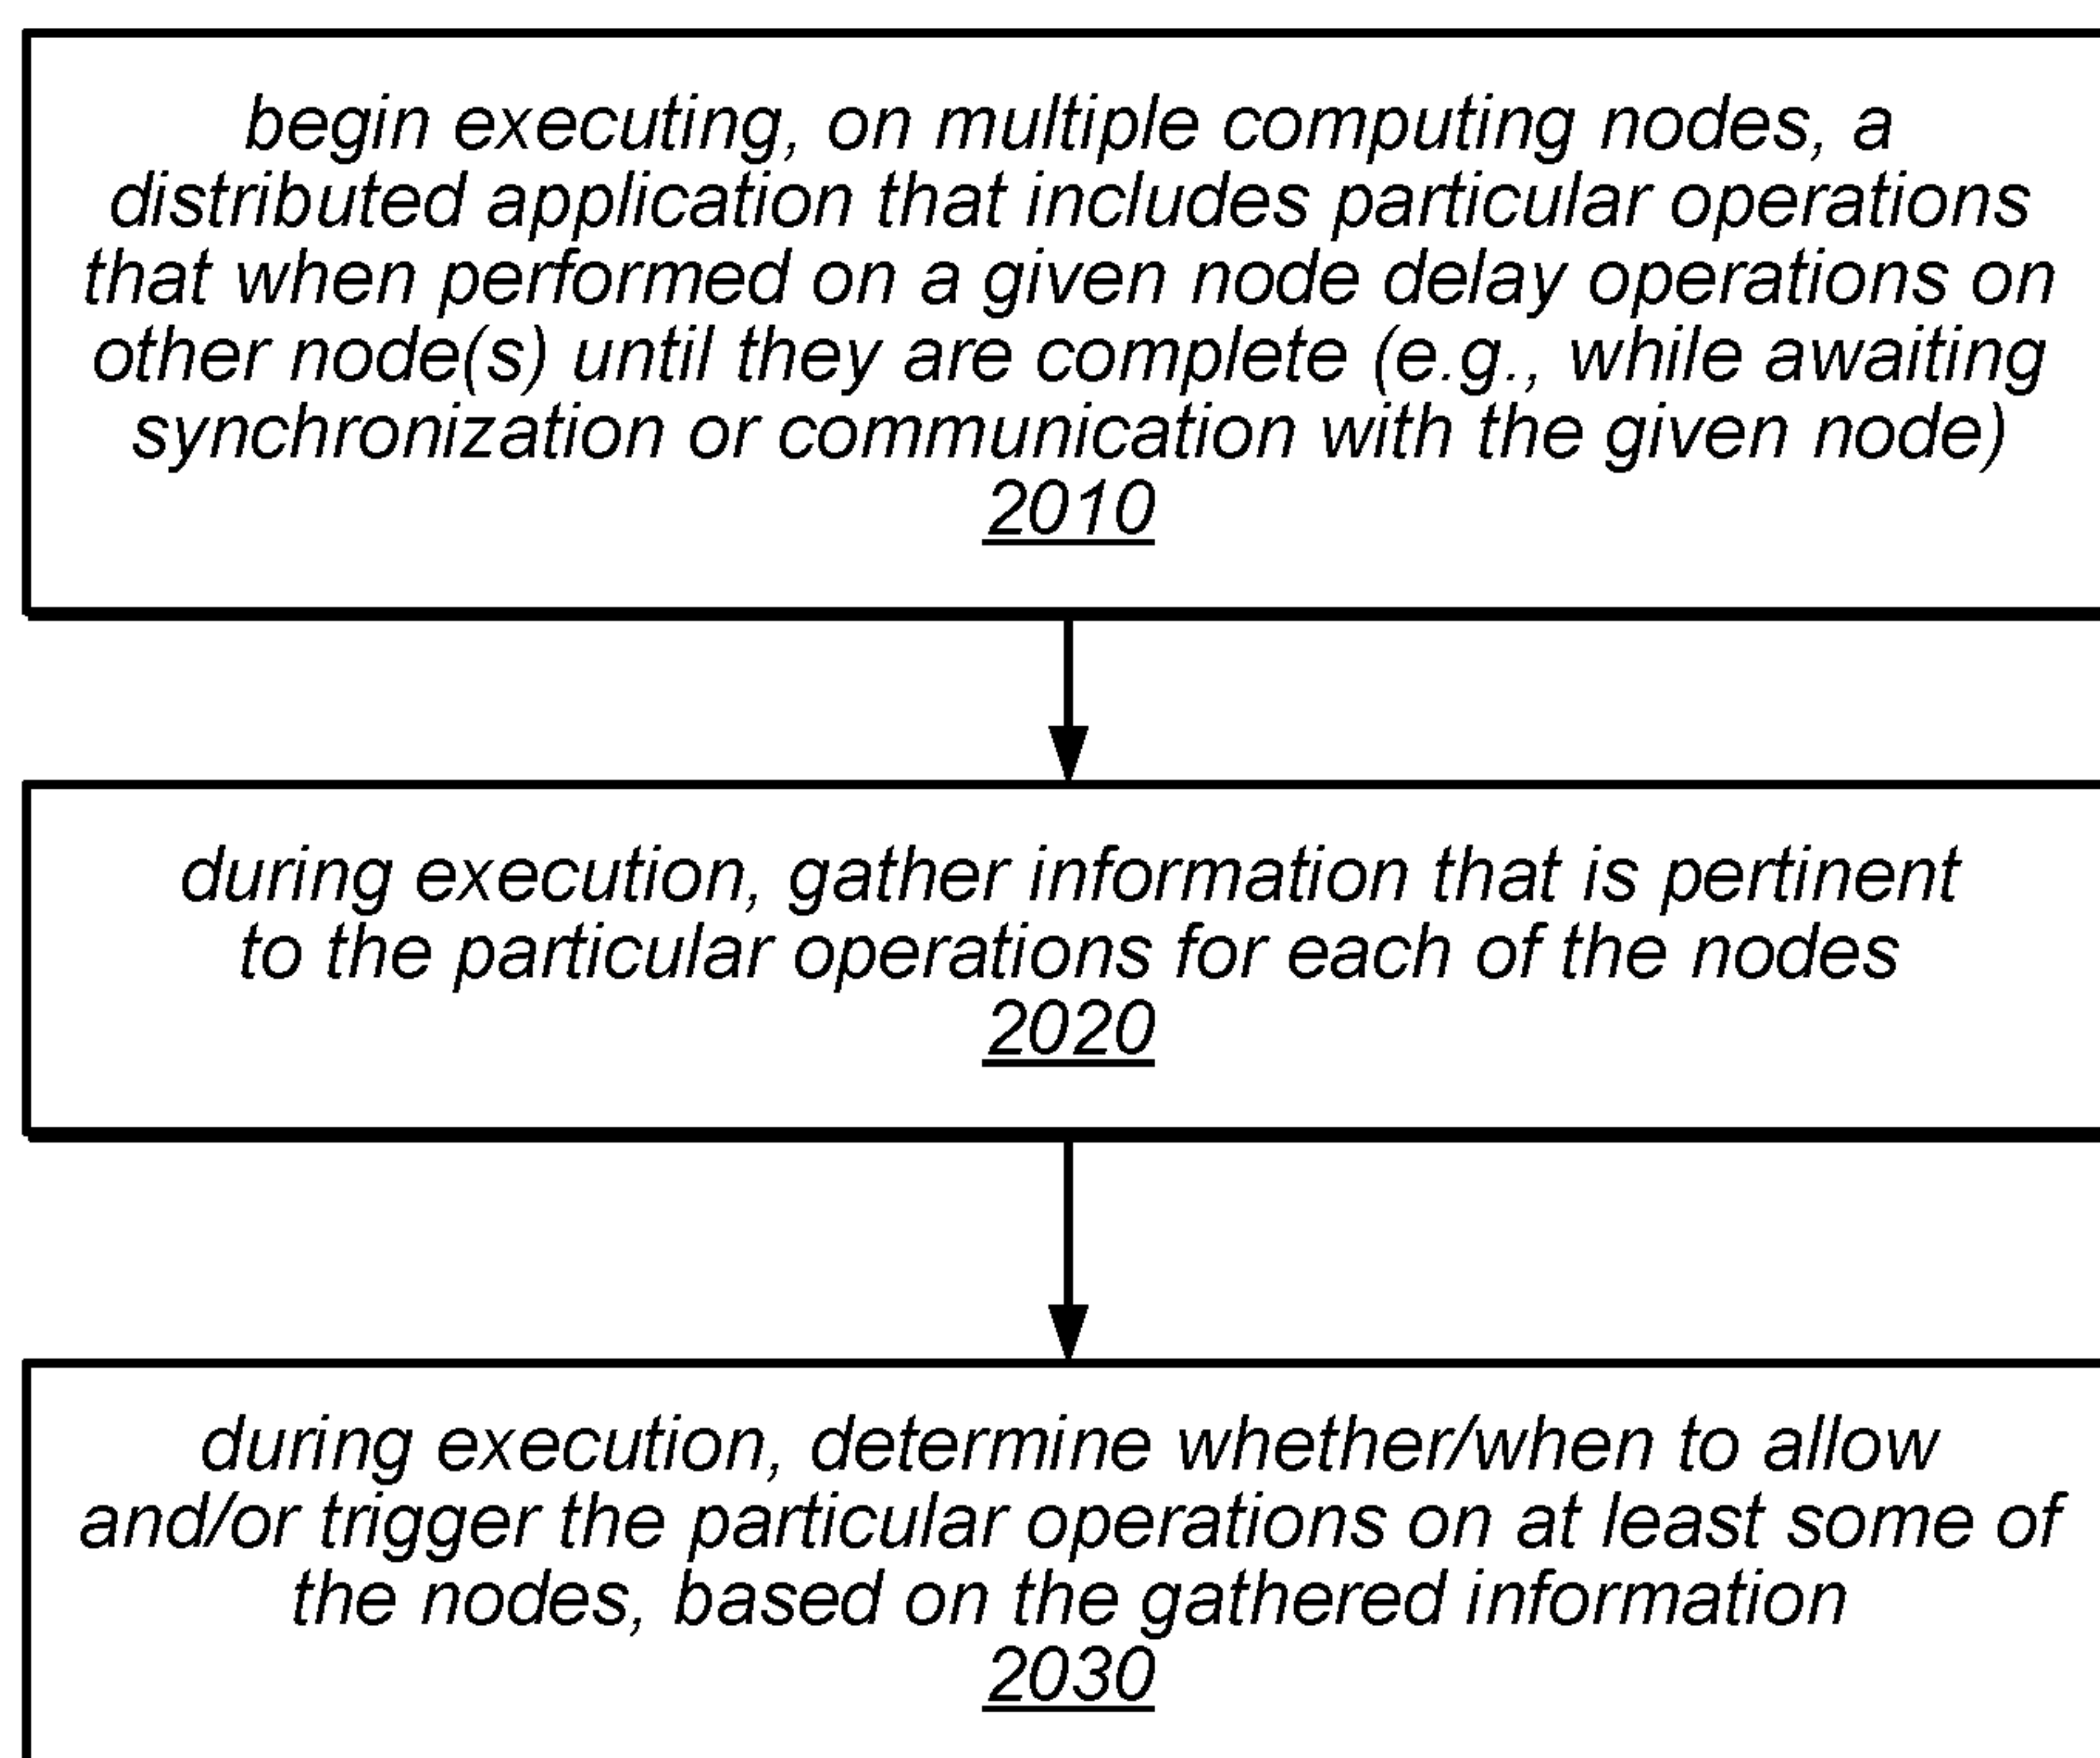 begin executing, on multiple computing nodes, a
distributed application that includes particular operations
that when performed on a given node delay operations on
other node(s) until they are complete (e.g., while awaiting
synchronization or communication with the given node)
2010
during execution, gather information that is pertinent
to the particular operations for each of the nodes
2020
during execution, determine whether/when to allow
and/or trigger the particular operations on at least some of
the nodes, based on the gathered information
2030